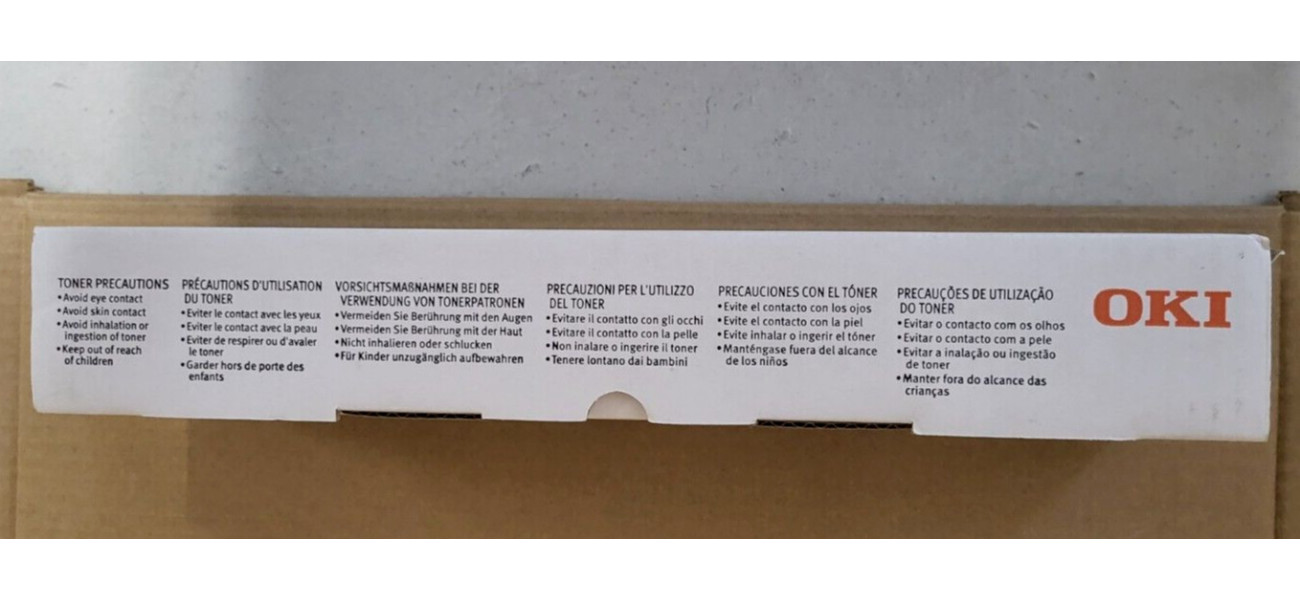 TONER PRECAUTIONS
•Avoid eye contact
•Avoid skin contact
•Avoid inhalation or
ingestion of toner
•Keep out of reach
of children
PRÉCAUTIONS D'UTILISATION
DU TONER
•Eviter le contact avec les yeux
•Eviter le contact avec la peau
•Eviter de respirer ou d'avaler
le toner
•Garder hors de porte des
enfants
VORSICHTSMAßNAHMEN BEI DER
VERWENDUNG VON TONERPATRONEN
•Vermeiden Sie Berührung mit den Augen
•Vermeiden Sie Berührung mit der Haut
•Nicht inhalieren oder schlucken
•Für Kinder unzugänglich aufbewahren
PRECAUZIONI PER L'UTILIZZO
DEL TONER
•Evitare il contatto con gli occhi
•Evitare il contatto con la pelle
•Non inalare o ingerire il toner
•Tenere lontano dai bambini
PRECAUCIONES CON EL TÓNER
•Evite el contacto con los ojos
•Evite el contacto con la piel
•Evite inhalar o ingerir el tóner
•Manténgase fuera del alcance
de los niños
PRECAUÇÕES DE UTILIZAÇÃO
DO TONER
•Evitar o contacto com os olhos
•Evitar o contacto com a pele
•Evitar a inalação ou ingestão
de toner
•Manter fora do alcance das
crianças
OKI